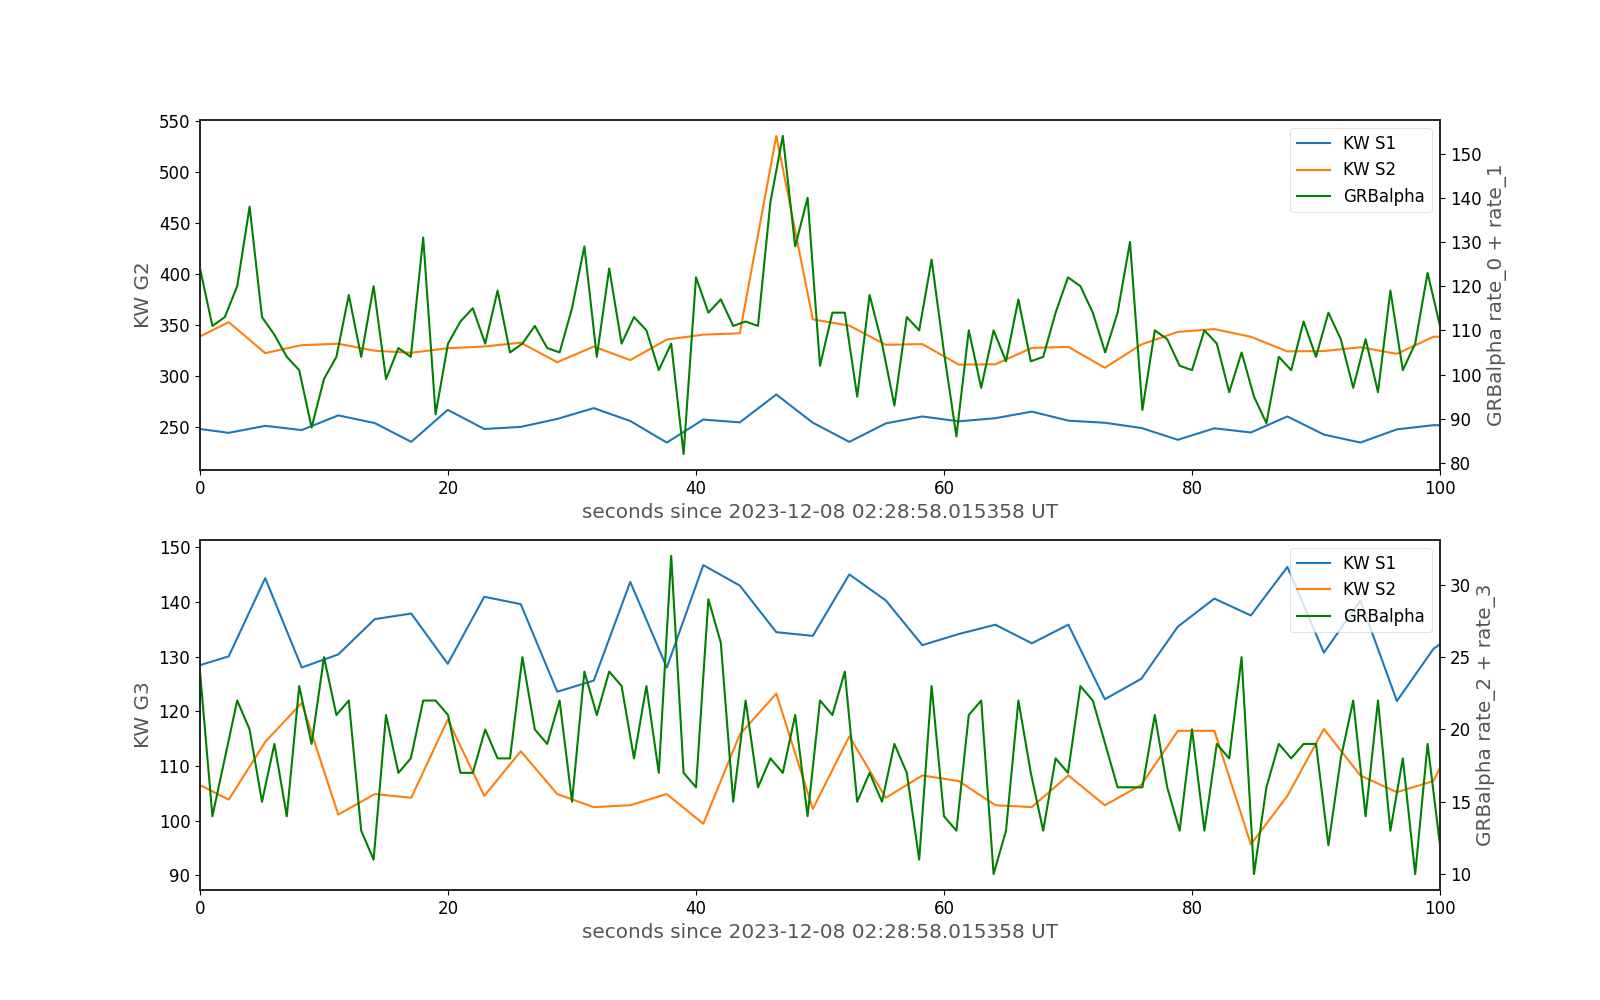 550
500
450
400
350
300
250
KW G2
150
140
130
120
110
100
90
80
GRBalpha rate_0 + rate_1
KW S1
KW S2
GRBalpha
0 20 40 60 80 100
seconds since 2023-12-08 02:28:58.015358 UT
150
140
130
120
110
100
90
KW G3
30
25
20
15
10
GRBalpha rate_2 + rate_3
KW S1
KW S2
GRBalpha
0 20 40 60 80 100
seconds since 2023-12-08 02:28:58.015358 UT